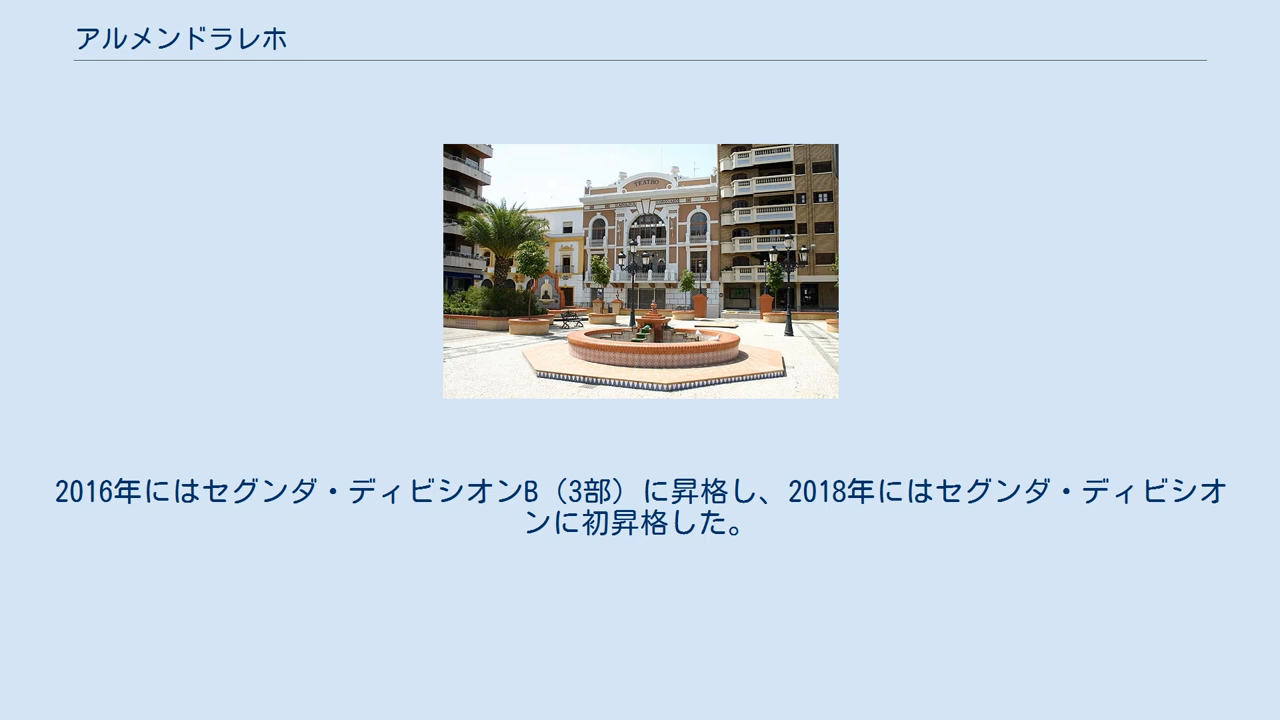 アルメンドラレホ
TEATRO
2016年にはセグンダ・ディビシオンB（3部）に昇格し、2018年にはセグンダ・ディビシオ
ンに初昇格した。